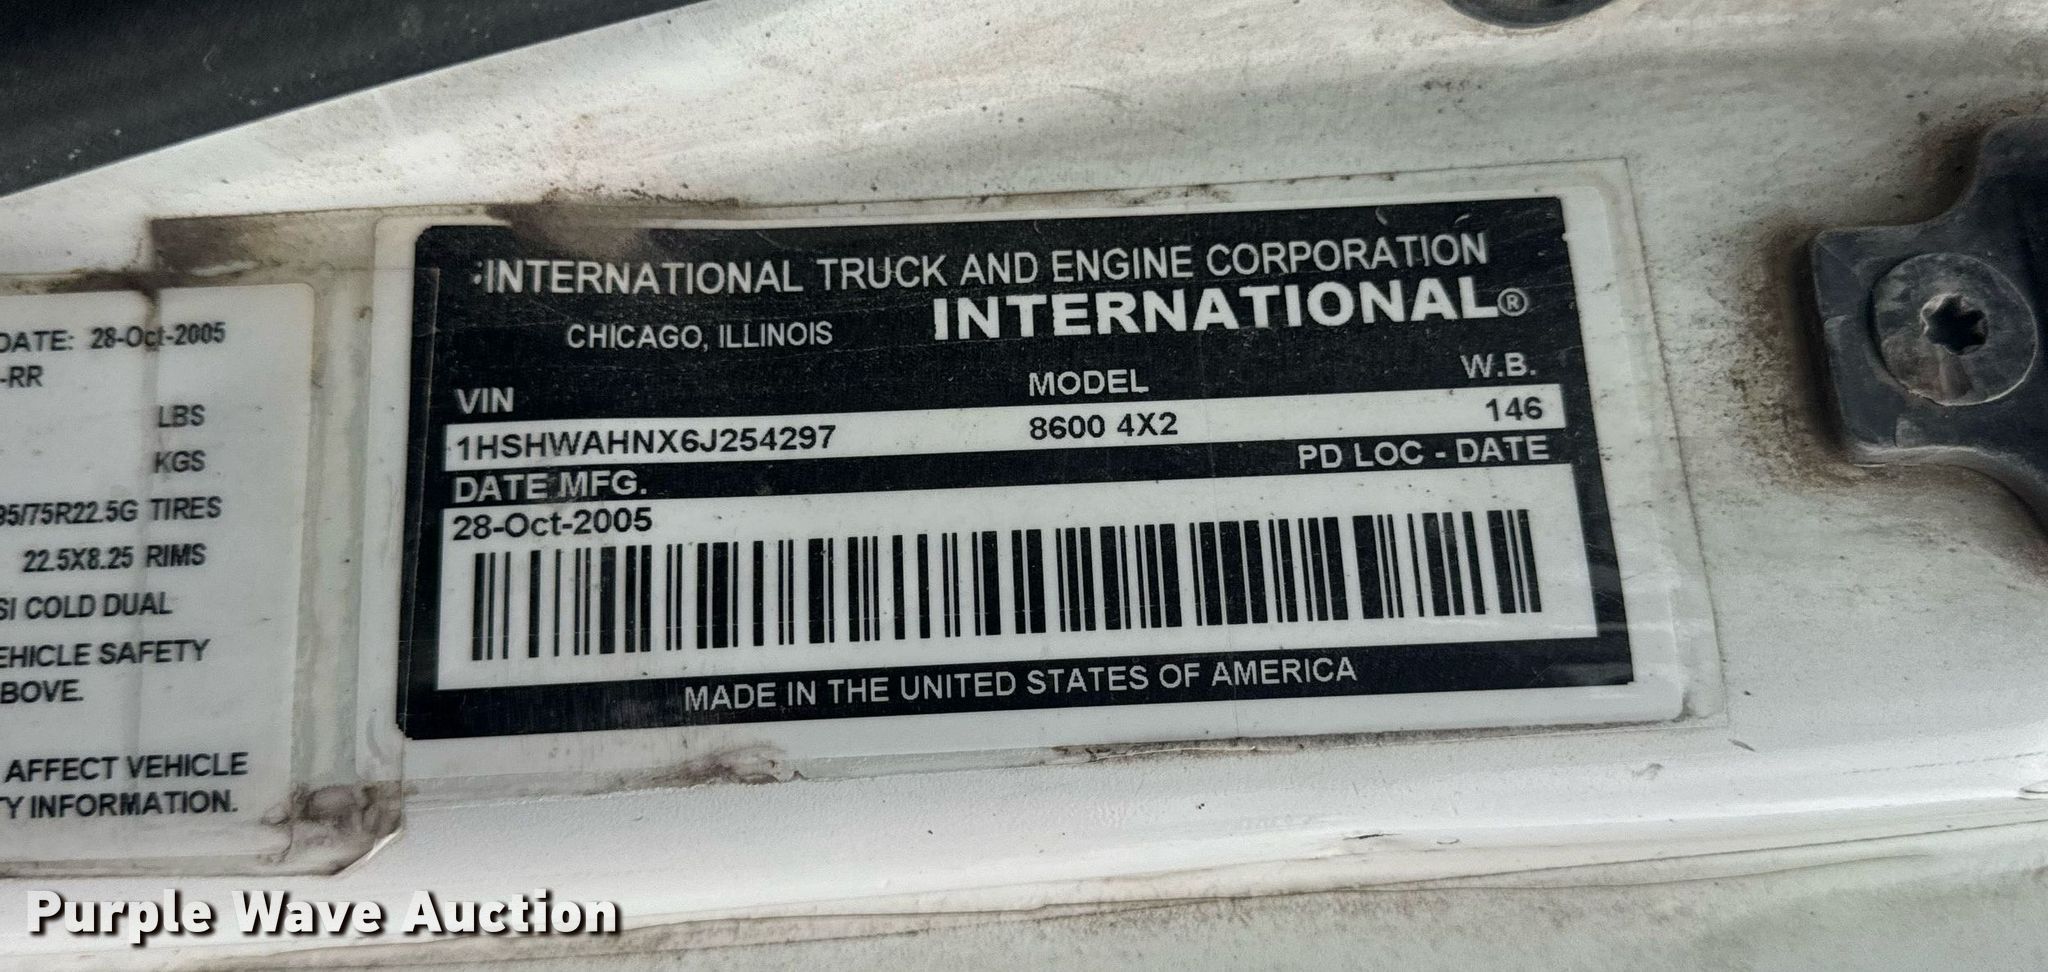 DATE: 28-Oct-2005
-RR
LBS
KGS
95/75R22.5G TIRES
22.5X8.25 RIMS
SI COLD DUAL
EHICLE SAFETY
BOVE.
AFFECT VEHICLE
TY INFORMATION.
INTERNATIONAL TRUCK AND ENGINE CORPORATION
CHICAGO, ILLINOIS INTERNATIONAL®
VIN MODEL W.B.
1HSHWAHNX6J254297 8600 4X2 146
DATE MFG. PD LOC - DATE
28-Oct-2005
MADE IN THE UNITED STATES OF AMERICA
Purple Wave Auction